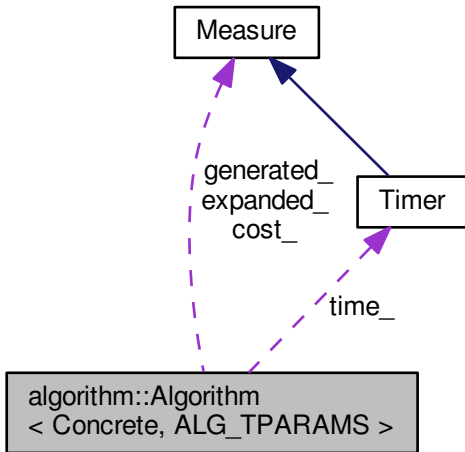 Measure
generated_
expanded_
cost_
Timer
time_
algorithm::Algorithm
< Concrete, ALG_TPARAMS >